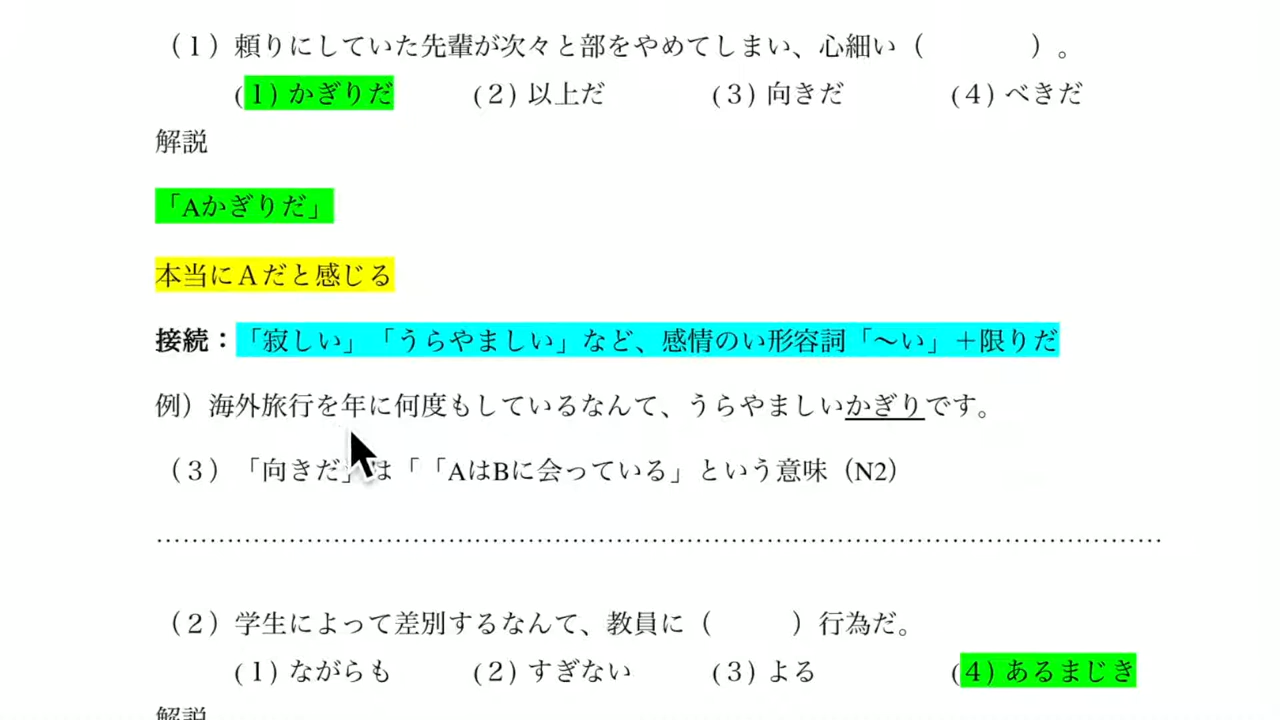 （１）頼りにしていた先輩が次々と部をやめてしまい、心細い（　　　　）。
(１) かぎりだ　　　(２) 以上だ　　　　(３) 向きだ　　　　(４) べきだ
解説
「Aかぎりだ」
本当にＡだと感じる
接続：「寂しい」「うらやましい」など、感情のい形容詞「～い」＋限りだ
例）海外旅行を年に何度もしているなんて、うらやましいかぎりです。
（３）「向きだ」は「「AはBに会っている」という意味（N2）
（２）学生によって差別するなんて、教員に（　　　）行為だ。
(１) ながらも　　　(２) すぎない　　　(３) よる　　　　　(４) あるまじき
解説